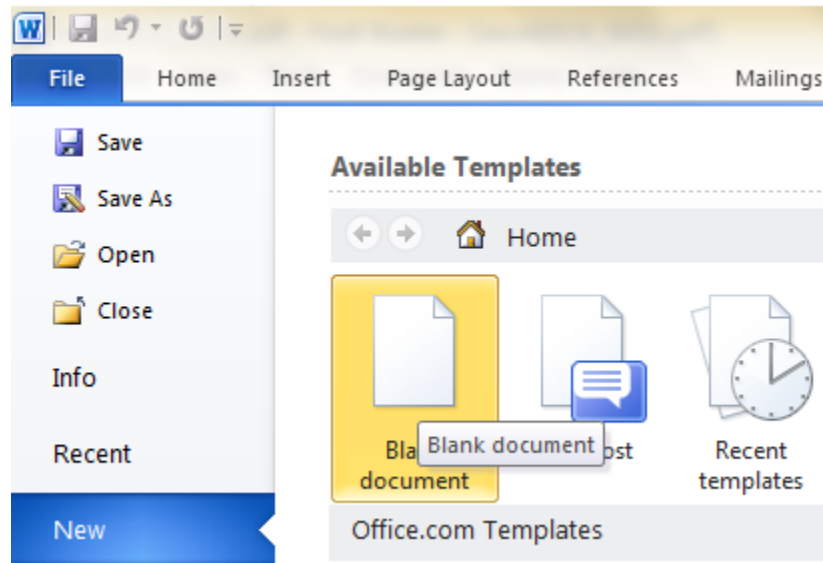 W
File Home Insert Page Layout References Mailings
Save
Save As
Open
Close
Info
Recent
New
Available Templates
Home
Bla
document
Blank document
ost
Recent
templates
Office.com Templates